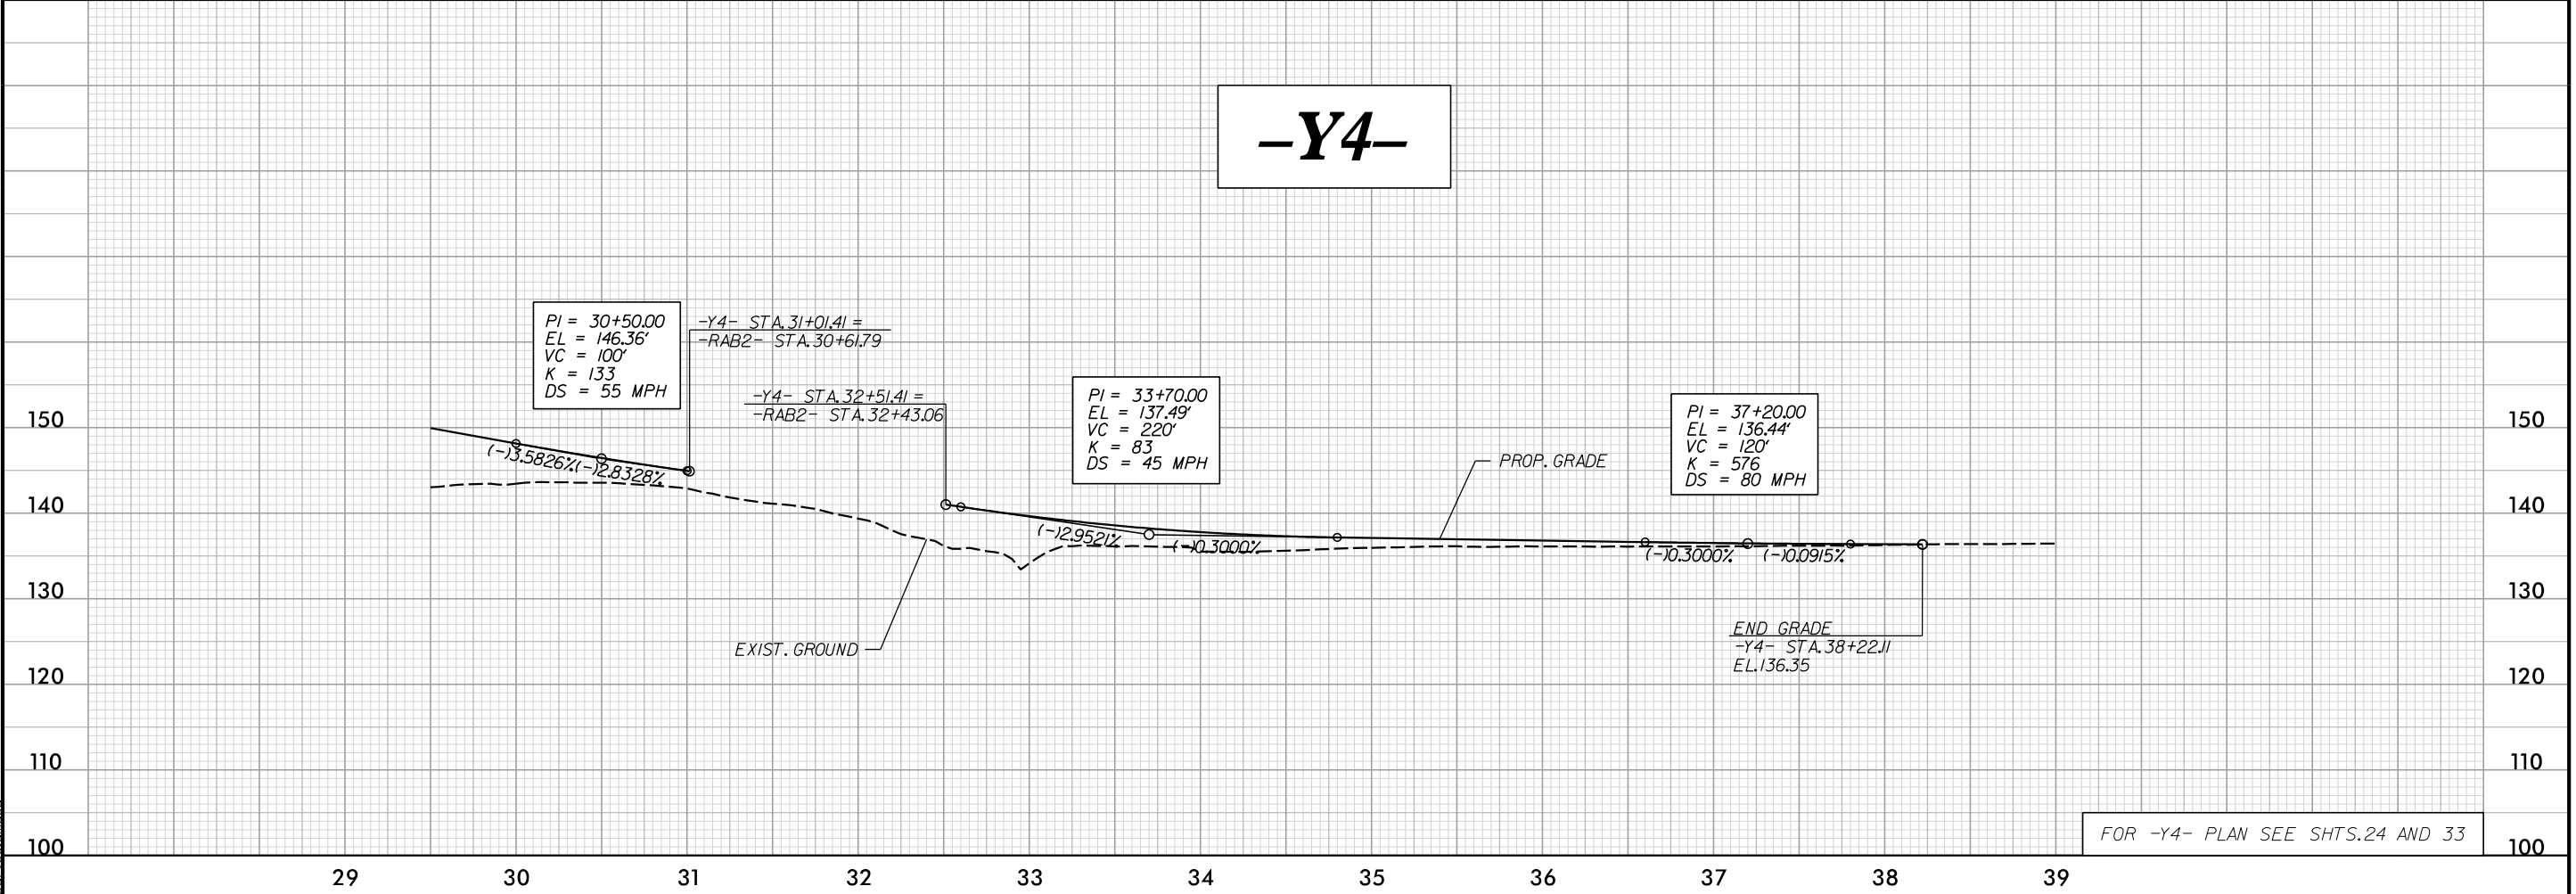 –Y4–
PI = 30+50.00
EL = 146.36'
VC = 100'
K = 133
DS = 55 MPH
-Y4- STA.31+01.41 =
-RAB2- STA.30+61.79
-Y4- STA.32+51.41 =
-RAB2- STA.32+43.06
PI = 33+70.00
EL = 137.49'
VC = 220'
K = 83
DS = 45 MPH
PI = 37+20.00
EL = 136.44'
VC = 120'
K = 576
DS = 80 MPH
150
150
(-)3.5826%
(-)2.8328%
PROP. GRADE
140
140
(-)2.9521%
(-)0.3000%
(-)0.3000%
(-)0.0915%
130
130
EXIST. GROUND
END GRADE
-Y4- STA.38+22.11
EL.136.35
120
120
110
110
FOR -Y4- PLAN SEE SHTS.24 AND 33
100
100
29 30 31 32 33 34 35 36 37 38 39